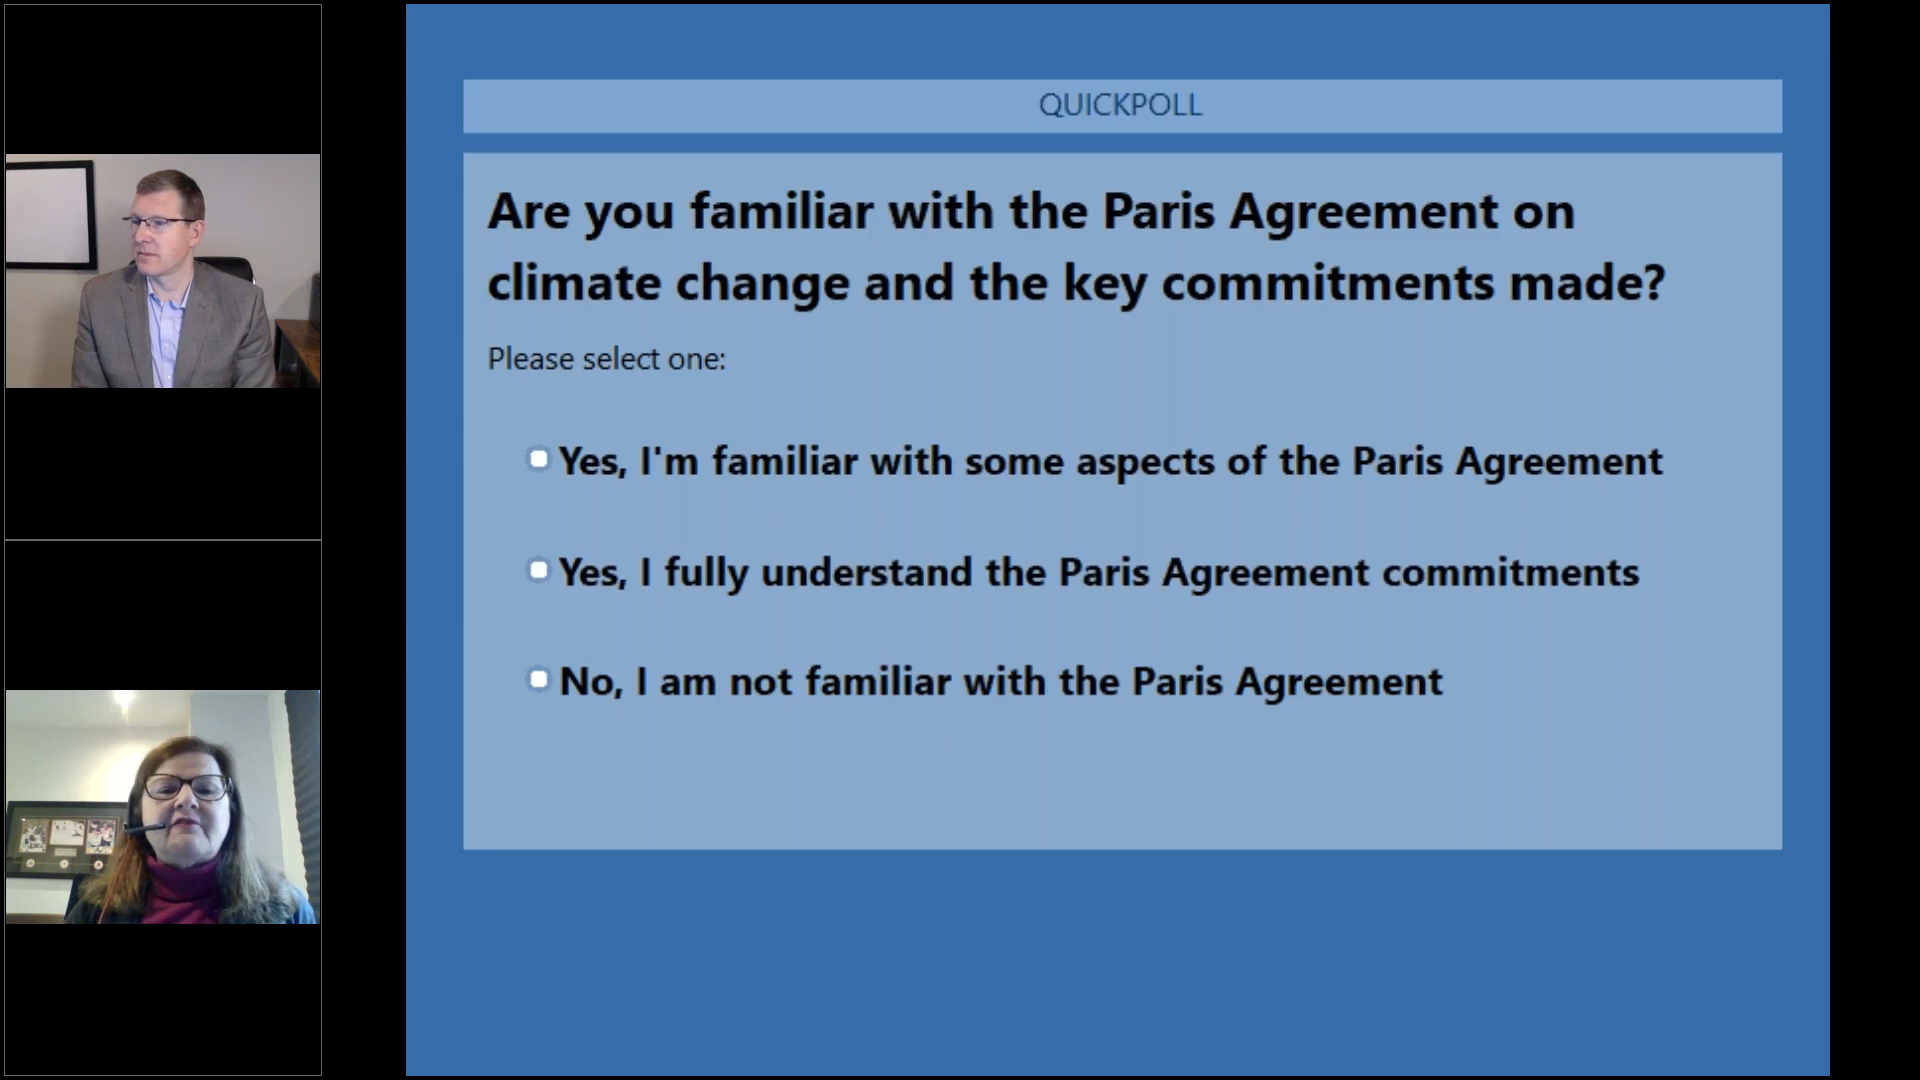 QUICKPOLL
Are you familiar with the Paris Agreement on
climate change and the key commitments made?
Please select one:
Yes, I'm familiar with some aspects of the Paris Agreement
Yes, I fully understand the Paris Agreement commitments
No, I am not familiar with the Paris Agreement